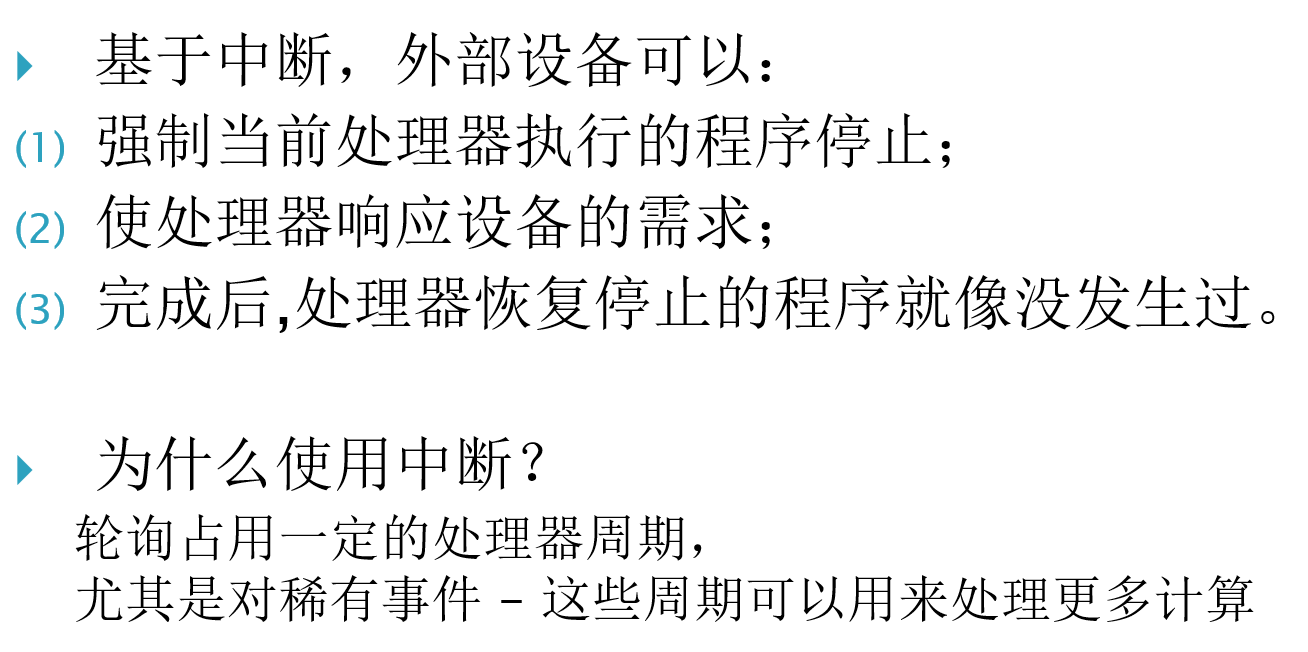 基于中断，外部设备可以：
(1) 强制当前处理器执行的程序停止；
(2) 使处理器响应设备的需求；
(3) 完成后,处理器恢复停止的程序就像没发生过。
为什么使用中断？
轮询占用一定的处理器周期，
尤其是对稀有事件 – 这些周期可以用来处理更多计算